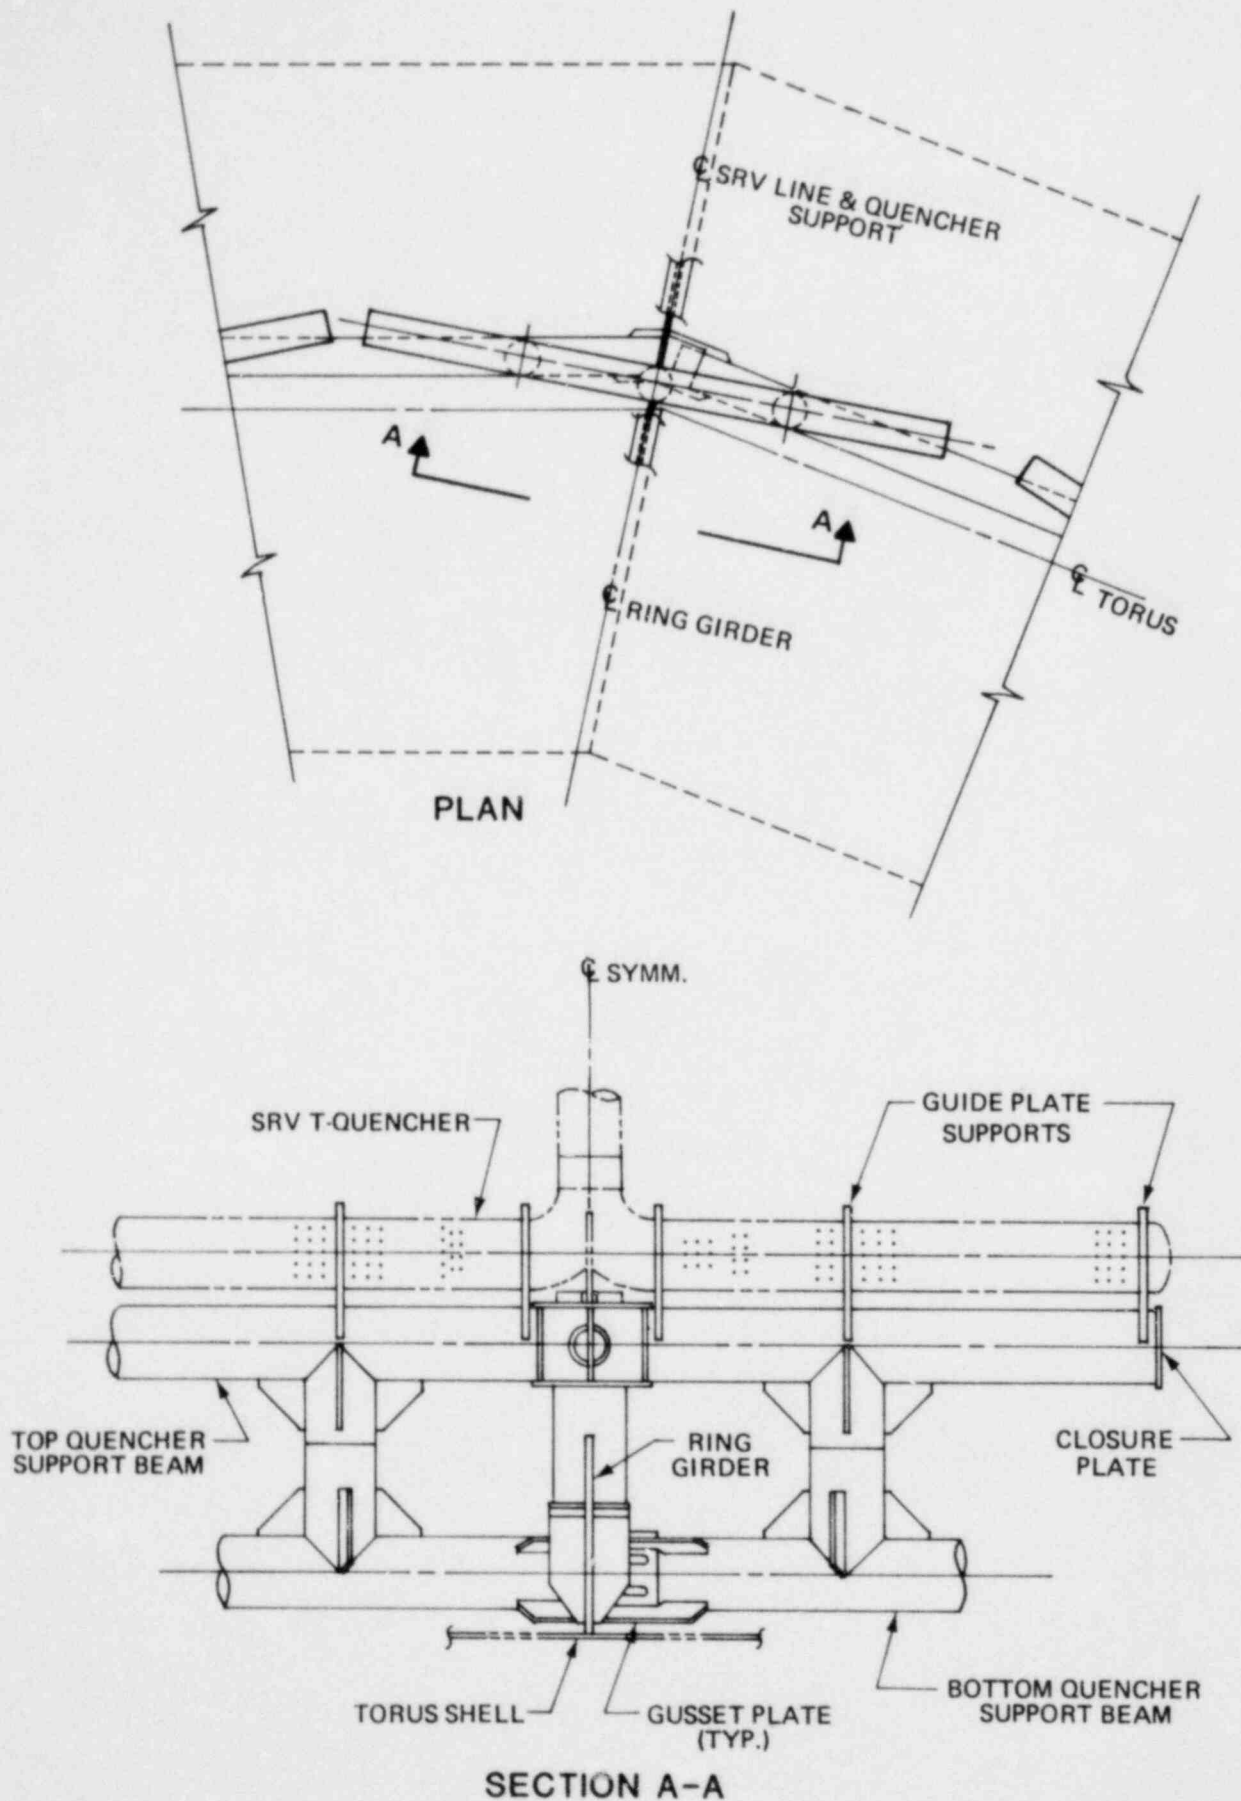 ℄ SRV LINE & QUENCHER
SUPPORT
A
A
℄ TORUS
℄ RING GIRDER
PLAN
℄ SYMM.
SRV T-QUENCHER
GUIDE PLATE
SUPPORTS
TOP QUENCHER
SUPPORT BEAM
RING
GIRDER
CLOSURE
PLATE
TORUS SHELL
GUSSET PLATE
(TYP.)
BOTTOM QUENCHER
SUPPORT BEAM
SECTION A-A